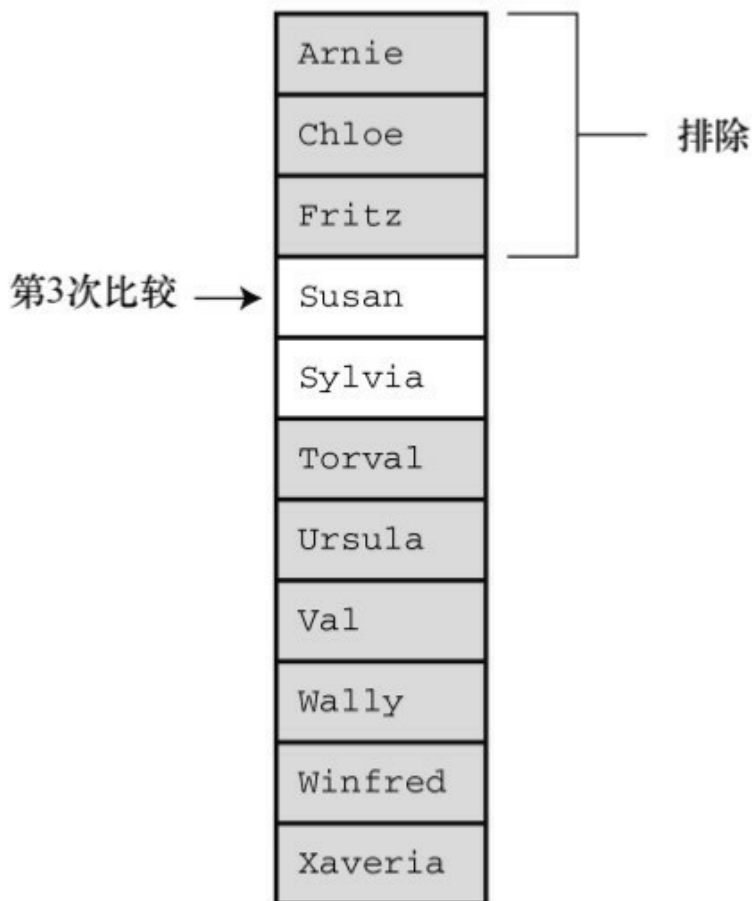 Arnie
Chloe
排除
Fritz
第3次比较
Susan
Sylvia
Torval
Ursula
Val
Wally
Winfred
Xaveria